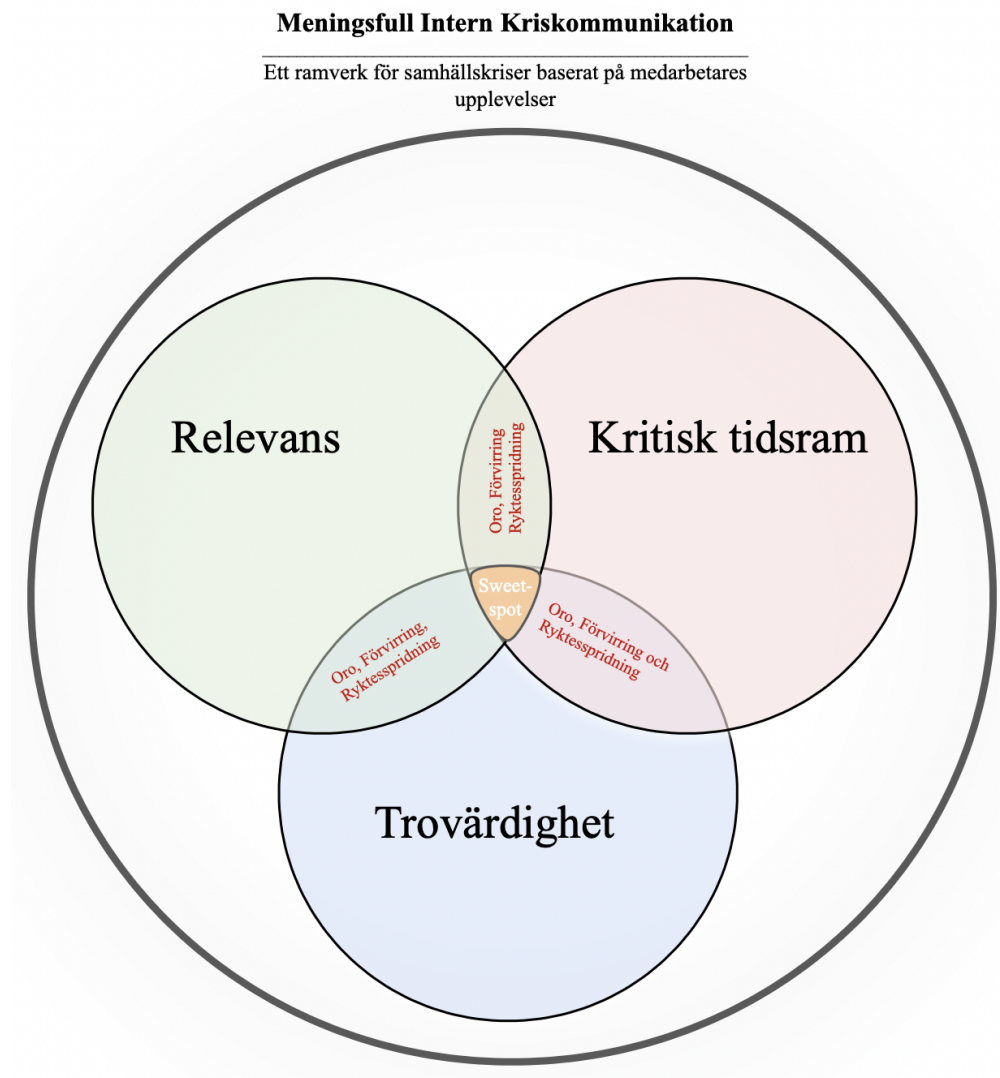 Meningsfull Intern Kriskommunikation
Ett ramverk för samhällskriser baserat på medarbetares
upplevelser
Relevans
Kritisk tidsram
Oro, Förvirring
Ryktesspridning
Sweet-
spot
Oro, Förvirring,
Ryktesspridning
Oro, Förvirring och
Ryktesspridning
Trovärdighet